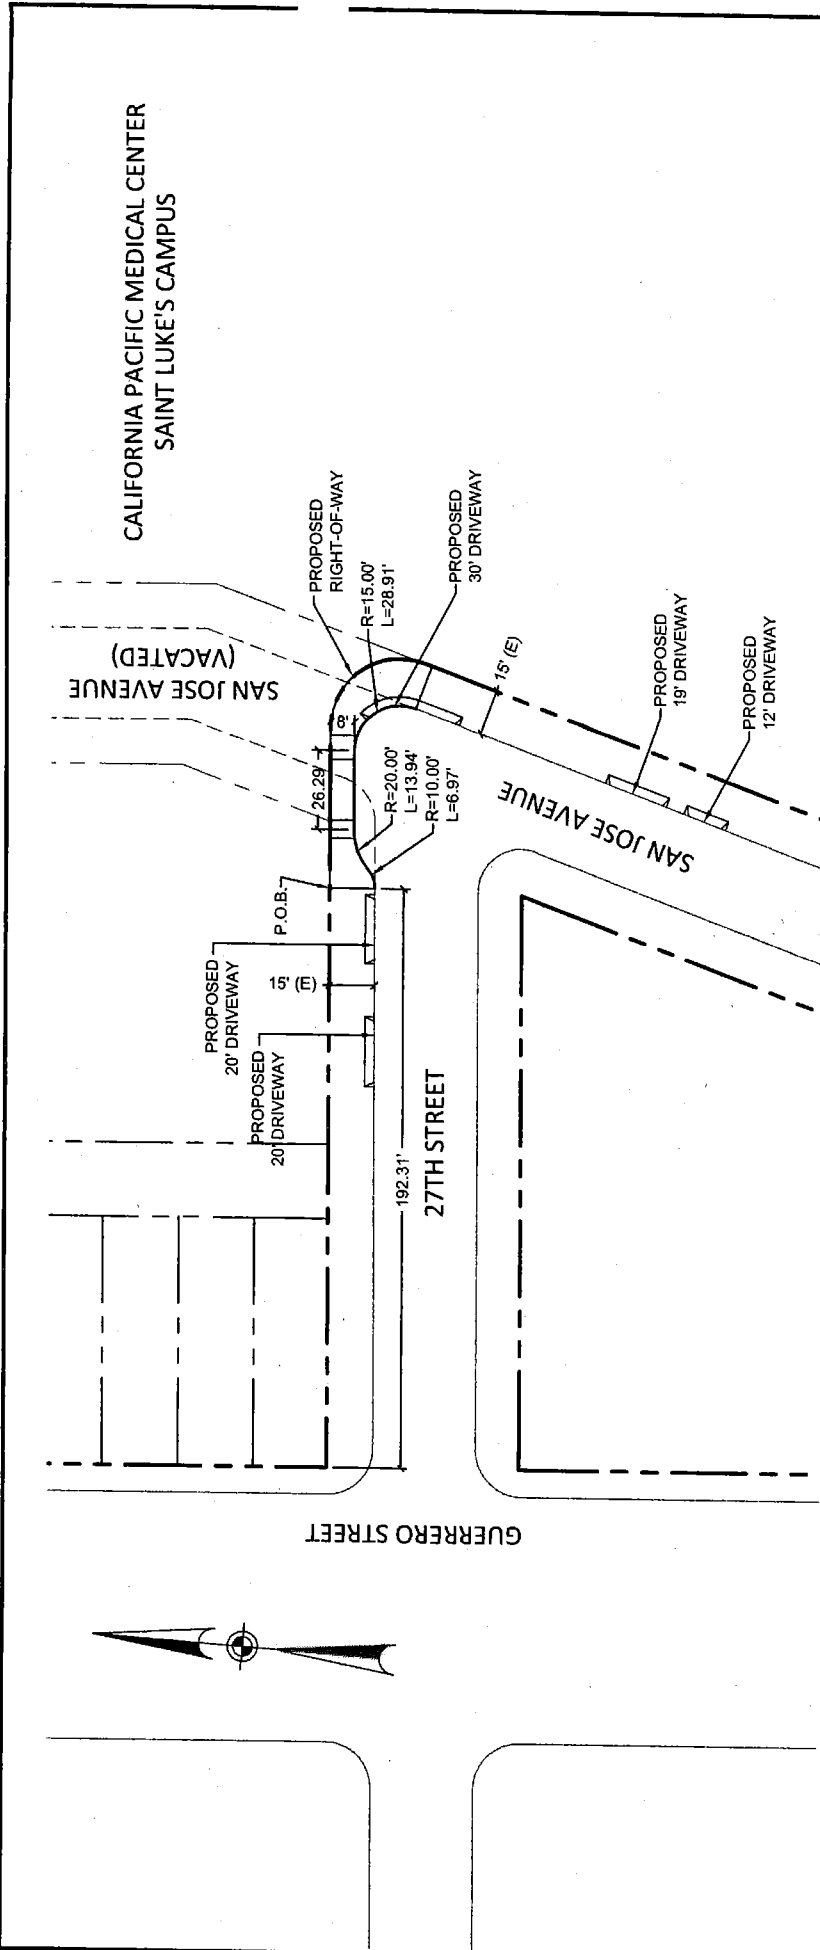 CALIFORNIA PACIFIC MEDICAL CENTER
SAINT LUKE'S CAMPUS
SAN JOSE AVENUE
(VACATED)
PROPOSED
RIGHT-OF-WAY
R=15.00'
L=28.91'
PROPOSED
30' DRIVEWAY
8'
26.29'
R=20.00'
L=13.94'
R=10.00'
L=6.97'
15' (E)
PROPOSED
19' DRIVEWAY
PROPOSED
12' DRIVEWAY
SAN JOSE AVENUE
P.O.B.
PROPOSED
20' DRIVEWAY
15' (E)
PROPOSED
20' DRIVEWAY
192.31'
27TH STREET
GUERRERO STREET